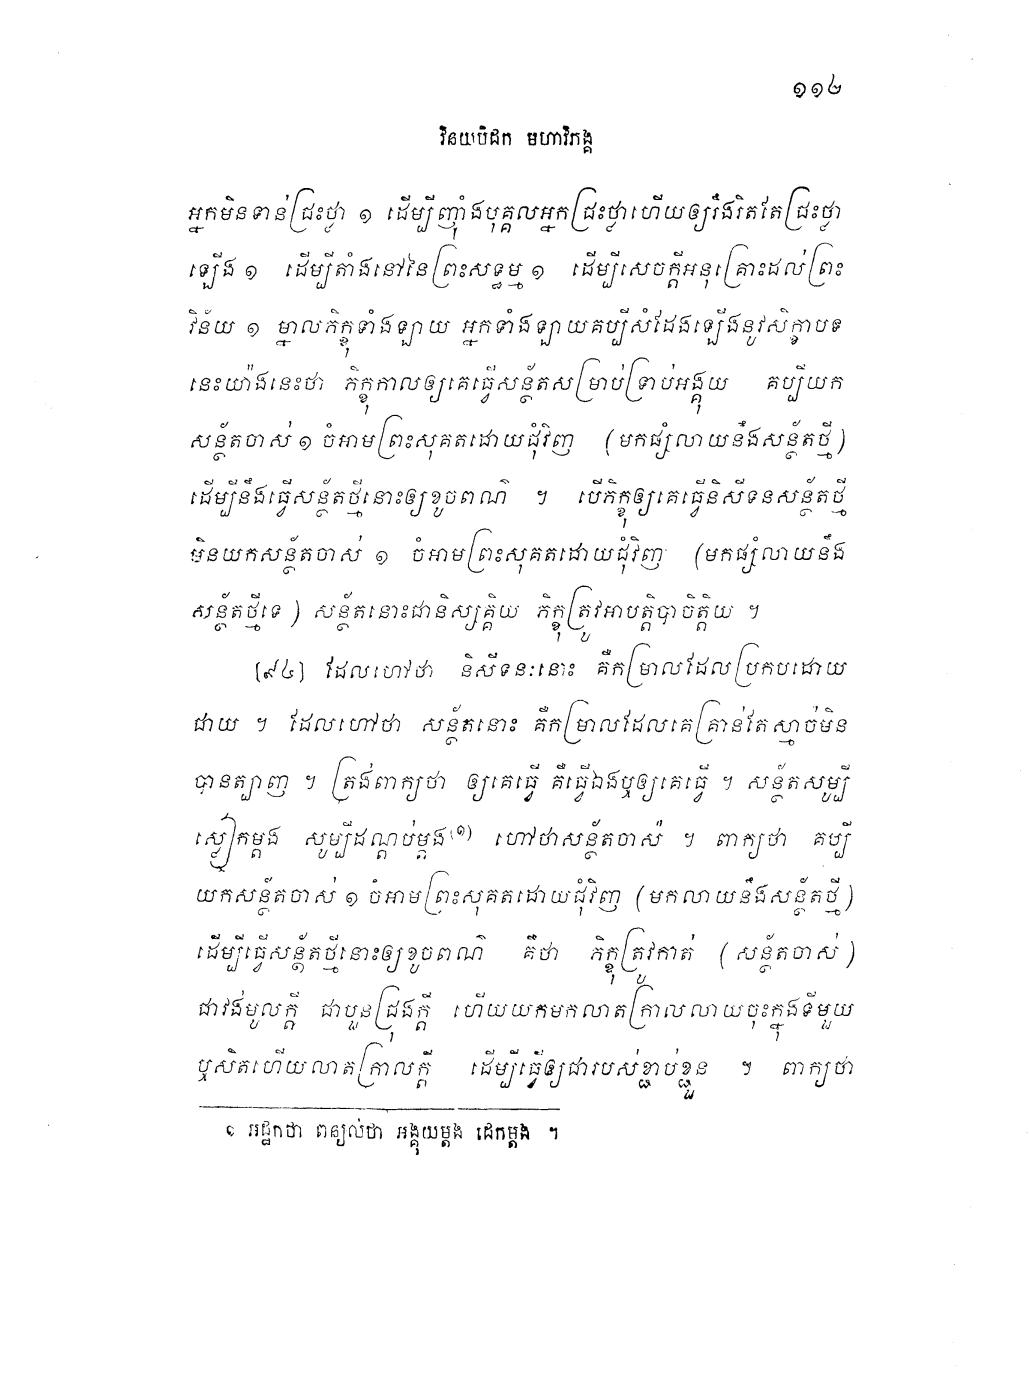 ១១៤
វិនយបិដក មហាវិភង្គ
អ្នកមិនទាន់ជ្រះថ្លា ១ ដើម្បីញ៉ាំងបុគ្គលអ្នកជ្រះថ្លាហើយឲ្យរឹងរិតតែជ្រះថ្លា
ឡើង ១ ដើម្បីតាំងនៅនៃព្រះសទ្ធម្ម ១ ដើម្បីសេចក្តីអនុគ្រោះដល់ព្រះ
វិន័យ ១ ម្នាលភិក្ខុទាំងឡាយ អ្នកទាំងឡាយគប្បីសំដែងឡើងនូវសិក្ខាបទ
នេះយ៉ាងនេះថា ភិក្ខុកាលឲ្យគេធ្វើសន្ថ័តសម្រាប់ទ្រាប់អង្គុយ គប្បីយក
សន្ថ័តចាស់ ១ ចំអាមព្រះសុគតដោយជុំវិញ (មកផ្សំលាយនឹងសន្ថ័តថ្មី)
ដើម្បីនឹងធ្វើសន្ថ័តថ្មីនោះឲ្យខូចពណ៌ ។ បើភិក្ខុឲ្យគេធ្វើនិសីទនសន្ថ័តថ្មី
មិនយកសន្ថ័តចាស់ ១ ចំអាមព្រះសុគតដោយជុំវិញ (មកផ្សំលាយនឹង
សន្ថ័តថ្មីទេ) សន្ថ័តនោះជានិស្សគ្គិយ ភិក្ខុត្រូវអាបត្តិបាចិត្តិយ ។
[៩៤] ដែលហៅថា និសីទនៈនោះ គឺកម្រាលដែលប្រកបដោយ
ជាយ ។ ដែលហៅថា សន្ថ័តនោះ គឺកម្រាលដែលគេគ្រាន់តែស្មាច់មិន
បានត្បាញ ។ ត្រង់ពាក្យថា ឲ្យគេធ្វើ គឺធ្វើឯងឬឲ្យគេធ្វើ ។ សន្ថ័តសូម្បី
ស្លៀកម្តង សូម្បីដណ្តប់ម្តង(១) ហៅថាសន្ថ័តចាស់ ។ ពាក្យថា គប្បី
យកសន្ថ័តចាស់ ១ ចំអាមព្រះសុគតដោយជុំវិញ (មកលាយនឹងសន្ថ័តថ្មី)
ដើម្បីធ្វើសន្ថ័តថ្មីនោះឲ្យខូចពណ៌ គឺថា ភិក្ខុត្រូវកាត់ (សន្ថ័តចាស់)
ជាវង់មូលក្តី ជាបួនជ្រុងក្តី ហើយយកមកលាតក្រាលលាយចុះក្នុងទីមួយ
ឬសិតហើយលាតក្រាលក្តី ដើម្បីធ្វើឲ្យជារបស់ខ្ជាប់ខ្ជួន ។ ពាក្យថា
១ អដ្ឋកថា ពន្យល់ថា អង្គុយម្តង ដេកម្តង ។